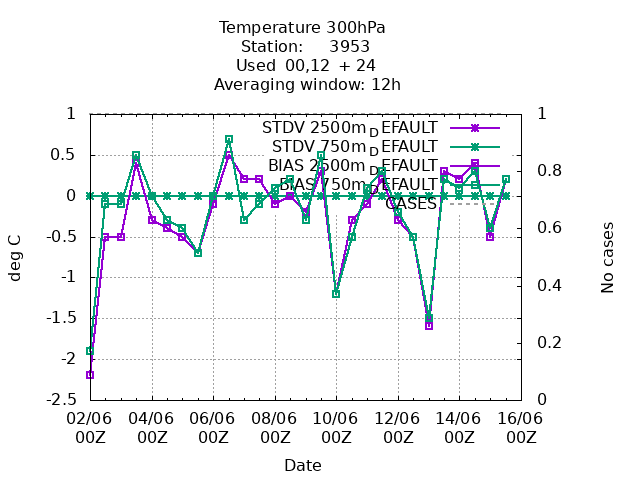 Temperature 300hPa
Station: 3953
Used 00,12 + 24
Averaging window: 12h
STDV 2500m_DEFAULT
STDV 750m_DEFAULT
BIAS 2500m_DEFAULT
BIAS 750m_DEFAULT
CASES
1
0.5
0
-0.5
-1
-1.5
-2
-2.5
deg C
1
0.8
0.6
0.4
0.2
0
No cases
02/06 04/06 06/06 08/06 10/06 12/06 14/06 16/06
00Z 00Z 00Z 00Z 00Z 00Z 00Z 00Z
Date